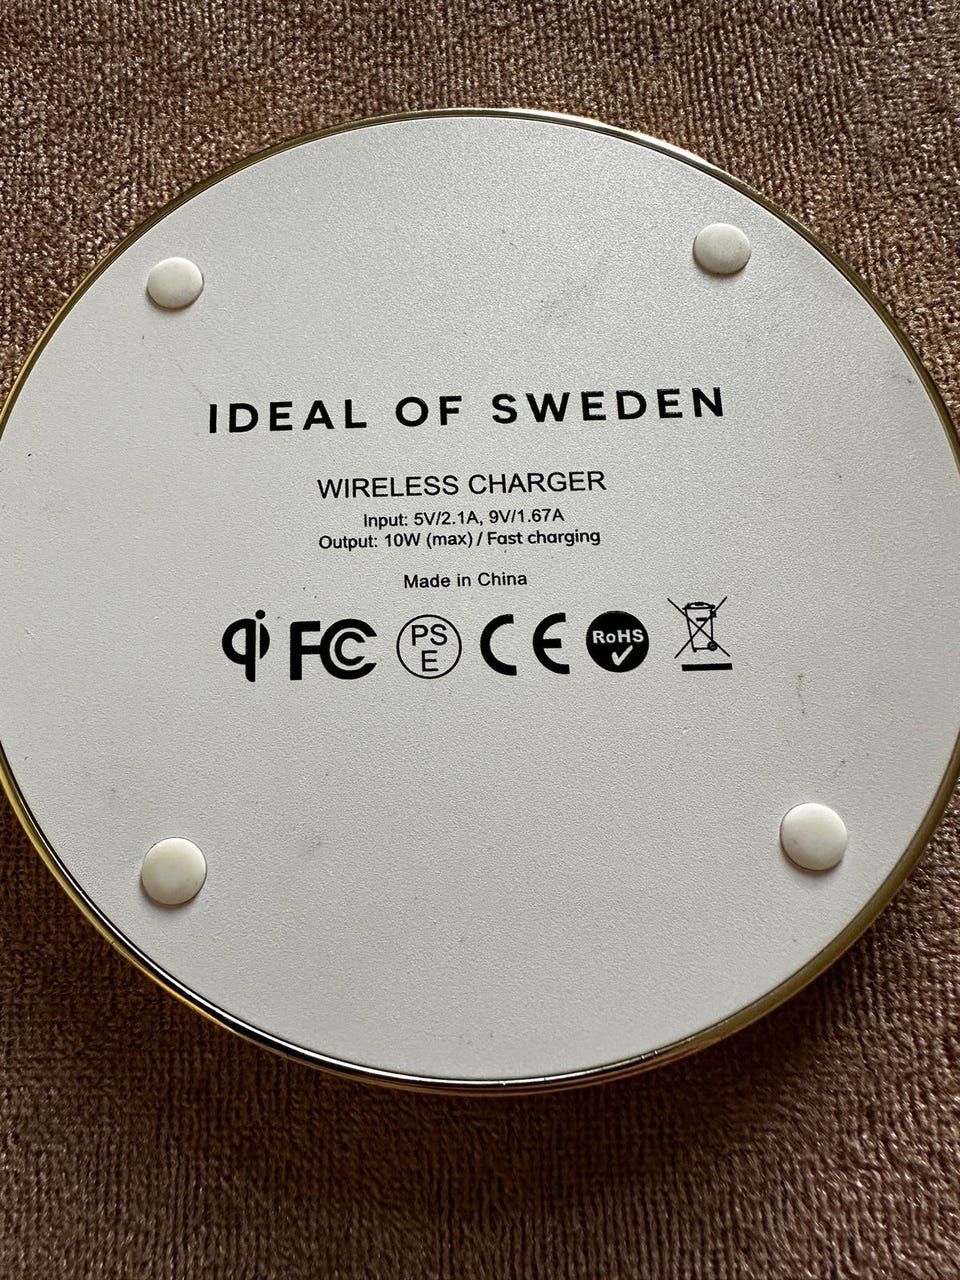 IDEAL OF SWEDEN
WIRELESS CHARGER
Input: 5V/2.1A, 9V/1.67A
Output: 10W (max) / Fast charging
Made in China
qi FC PS E CE RoHS